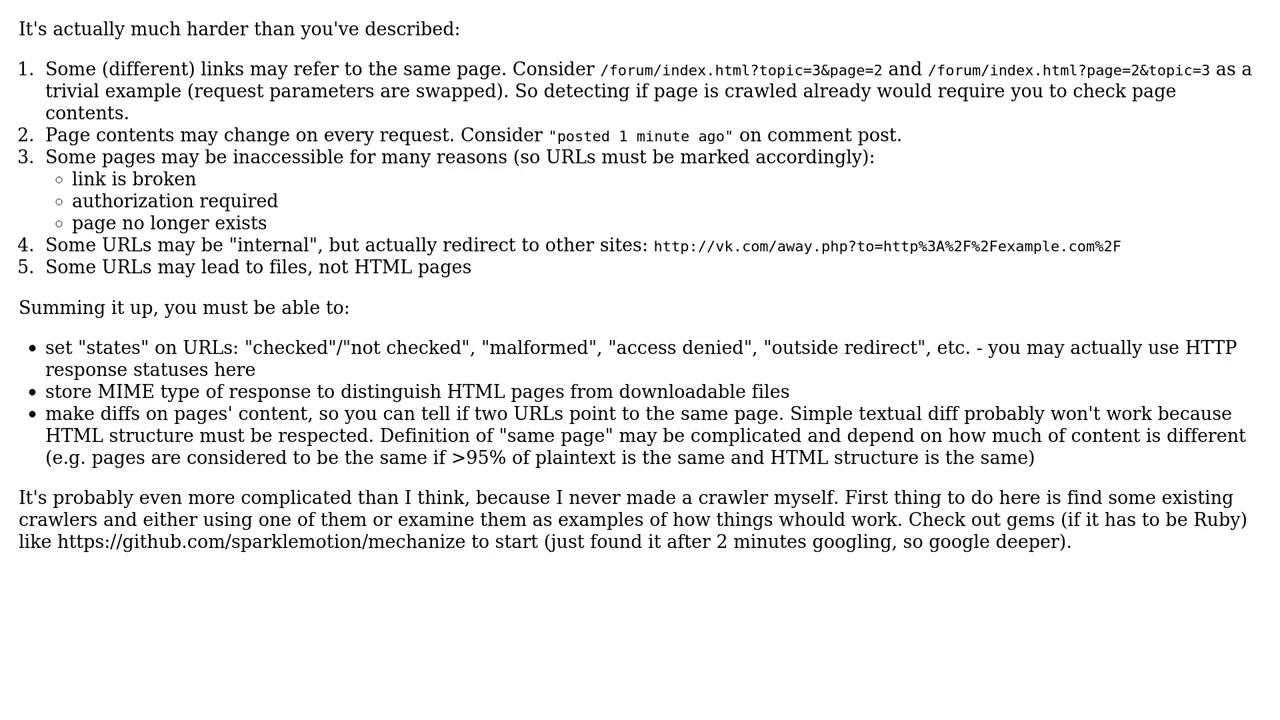 It's actually much harder than you've described:
1. Some (different) links may refer to the same page. Consider /forum/index.html?topic=3&page=2 and /forum/index.html?page=2&topic=3 as a
trivial example (request parameters are swapped). So detecting if page is crawled already would require you to check page
contents.
2. Page contents may change on every request. Consider "posted 1 minute ago" on comment post.
3. Some pages may be inaccessible for many reasons (so URLs must be marked accordingly):
◦ link is broken
◦ authorization required
◦ page no longer exists
4. Some URLs may be "internal", but actually redirect to other sites: http://vk.com/away.php?to=http%3A%2F%2Fexample.com%2F
5. Some URLs may lead to files, not HTML pages
Summing it up, you must be able to:
• set "states" on URLs: "checked"/"not checked", "malformed", "access denied", "outside redirect", etc. - you may actually use HTTP
response statuses here
• store MIME type of response to distinguish HTML pages from downloadable files
• make diffs on pages' content, so you can tell if two URLs point to the same page. Simple textual diff probably won't work because
HTML structure must be respected. Definition of "same page" may be complicated and depend on how much of content is different
(e.g. pages are considered to be the same if >95% of plaintext is the same and HTML structure is the same)
It's probably even more complicated than I think, because I never made a crawler myself. First thing to do here is find some existing
crawlers and either using one of them or examine them as examples of how things whould work. Check out gems (if it has to be Ruby)
like https://github.com/sparklemotion/mechanize to start (just found it after 2 minutes googling, so google deeper).